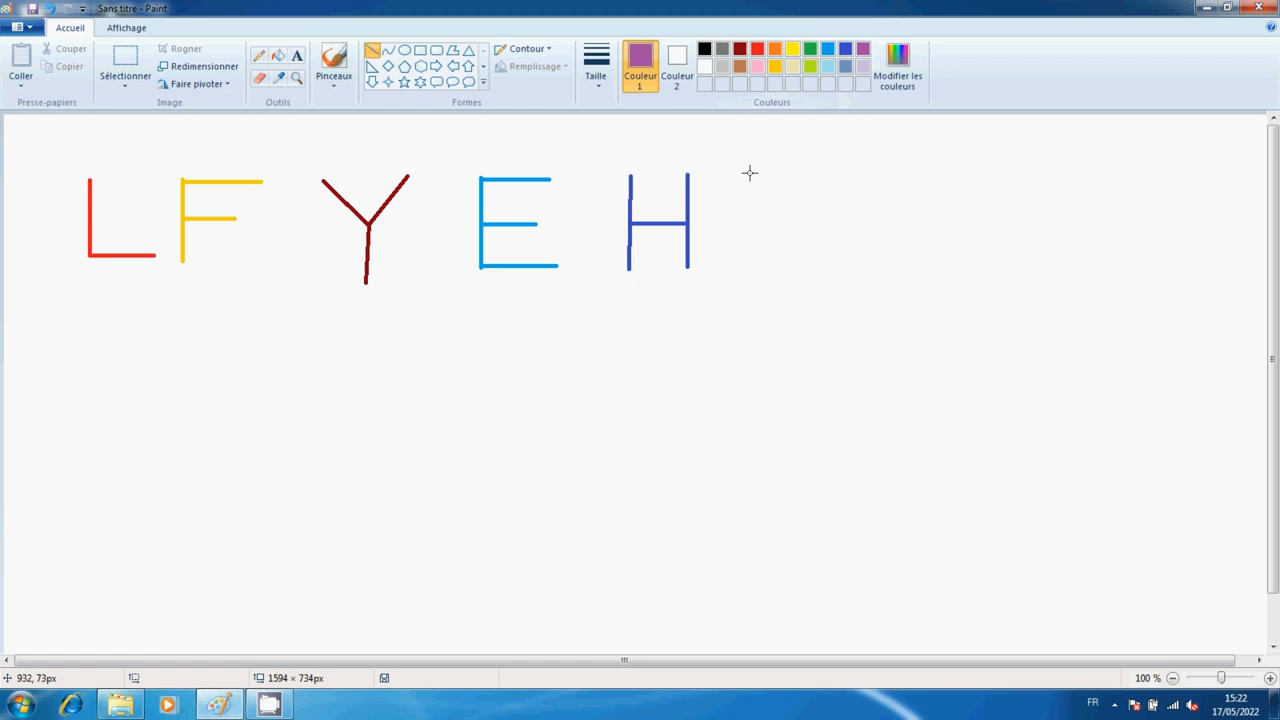 Sans titre - Paint
Accueil Affichage
Coller
Couper
Copier
Presse-papiers
Sélectionner
Rogner
Redimensionner
Faire pivoter
Image
A
Outils
Pinceaux
Contour
Remplissage
Formes
Taille
Couleur 1
Couleur 2
Modifier les couleurs
Couleurs
L F Y E H
932, 73px
1594 × 734px
100 %
FR
15:22
17/05/2022